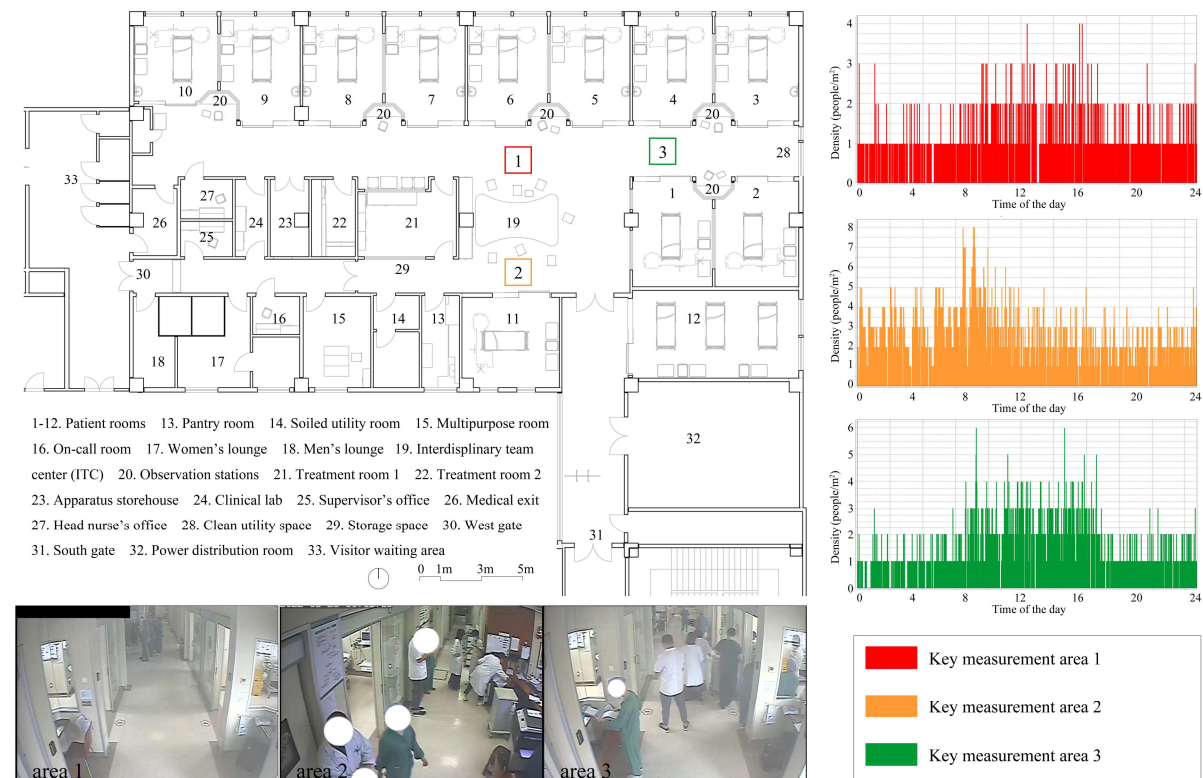 10
20
9
8
20
7
6
20
5
4
20
3
33
1
3
28
27
26
25
24
23
22
21
19
1
20
2
30
29
2
16
15
14
13
11
12
18
17
32
31
1-12. Patient rooms 13. Pantry room 14. Soiled utility room 15. Multipurpose room
16. On-call room 17. Women's lounge 18. Men's lounge 19. Interdisplinary team
center (ITC) 20. Observation stations 21. Treatment room 1 22. Treatment room 2
23. Apparatus storehouse 24. Clinical lab 25. Supervisor's office 26. Medical exit
27. Head nurse's office 28. Clean utility space 29. Storage space 30. West gate
31. South gate 32. Power distribution room 33. Visitor waiting area
0 1m 3m 5m
area 1
area 2
area 3
Density (people/m²)
4
3
2
1
0
0 4 8 12 16 20 24
Time of the day
Density (people/m²)
8
7
6
5
4
3
2
1
0
0 4 8 12 16 20 24
Time of the day
Density (people/m²)
6
5
4
3
2
1
0
0 4 8 12 16 20 24
Time of the day
Key measurement area 1
Key measurement area 2
Key measurement area 3